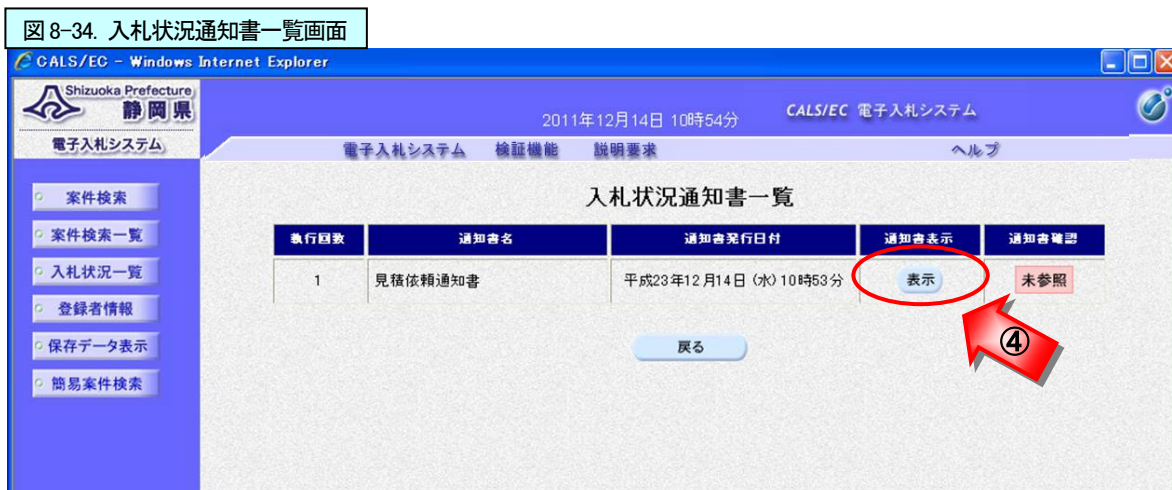 図 8-34. 入札状況通知書一覧画面
CALS/EC - Windows Internet Explorer
Shizuoka Prefecture
静岡県
電子入札システム
2011年12月14日 10時54分
CALS/EC 電子入札システム
電子入札システム 検証機能 説明要求 ヘルプ
案件検索
案件検索一覧
入札状況一覧
登録者情報
保存データ表示
簡易案件検索
入札状況通知書一覧
執行回数 通知書名 通知書発行日付 通知書表示 通知書確認
1 見積依頼通知書 平成23年12月14日 (水) 10時53分 表示 未参照
④
戻る